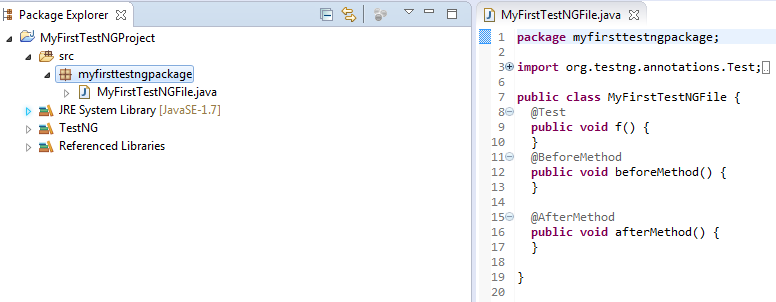 Package Explorer
MyFirstTestNGProject
src
myfirsttestngpackage
MyFirstTestNGFile.java
JRE System Library [JavaSE-1.7]
TestNG
Referenced Libraries
MyFirstTestNGFile.java
1 package myfirsttestngpackage;
2
3 import org.testng.annotations.Test;
6
7 public class MyFirstTestNGFile {
8 @Test
9 public void f() {
10 }
11 @BeforeMethod
12 public void beforeMethod() {
13 }
14
15 @AfterMethod
16 public void afterMethod() {
17 }
18
19 }
20